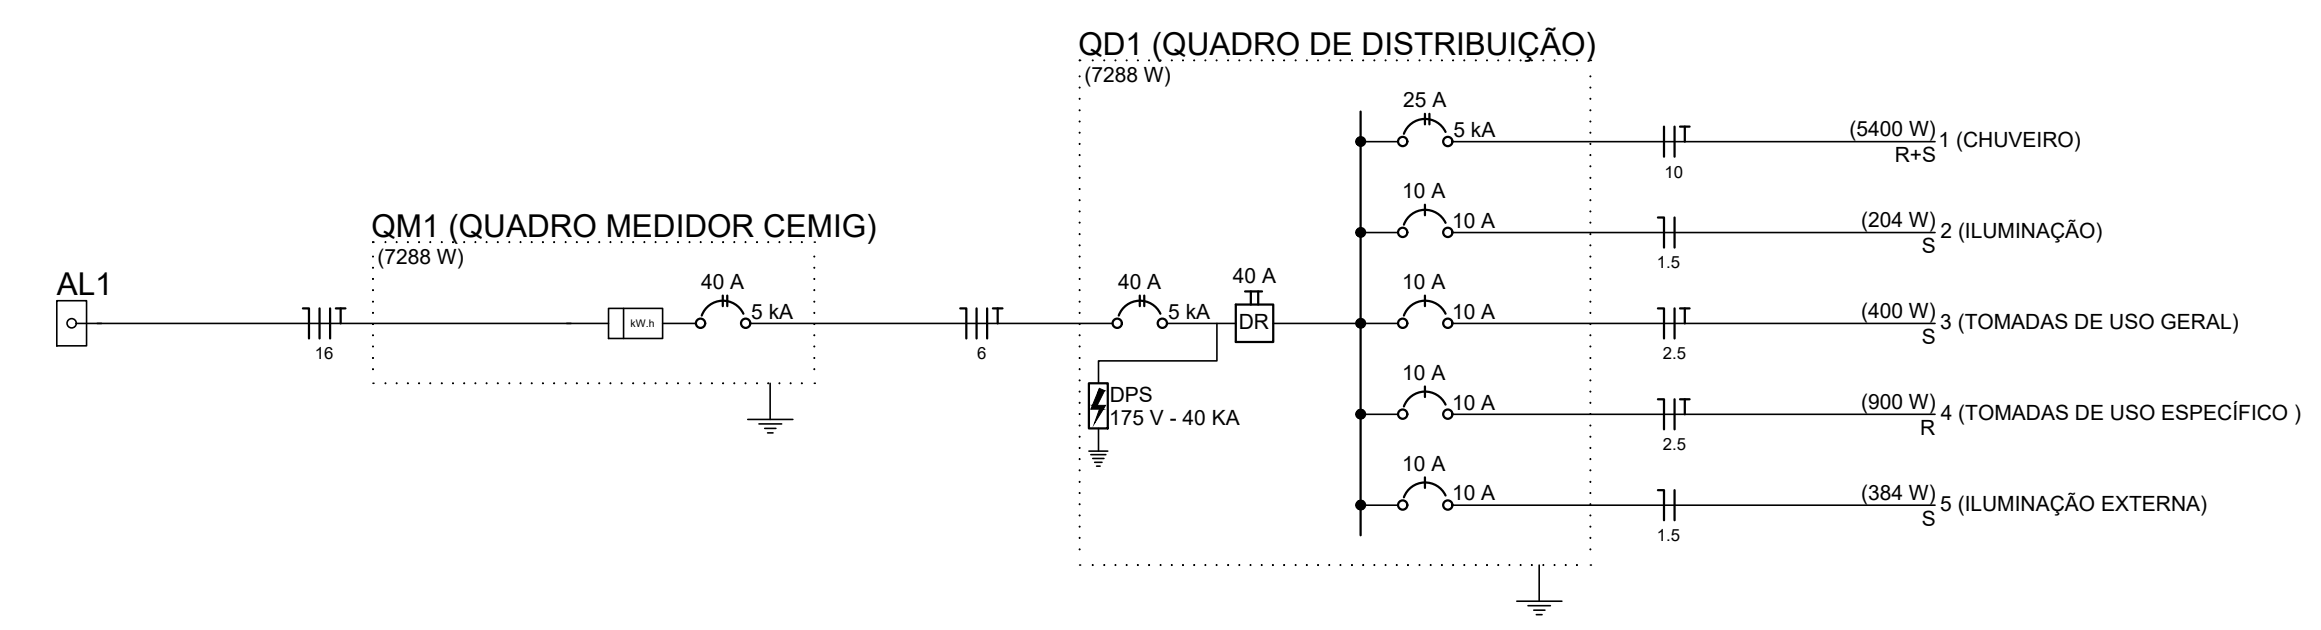 QD1 (QUADRO DE DISTRIBUIÇÃO)
(7288 W)
25 A
5 kA
10
(5400 W)
R+S
1 (CHUVEIRO)
10 A
10 A
1.5
(204 W)
S
2 (ILUMINAÇÃO)
QM1 (QUADRO MEDIDOR CEMIG)
(7288 W)
AL1
16
kW.h
40 A
5 kA
6
40 A
5 kA
40 A
DR
DPS
175 V - 40 KA
10 A
10 A
2.5
(400 W)
S
3 (TOMADAS DE USO GERAL)
10 A
10 A
2.5
(900 W)
R
4 (TOMADAS DE USO ESPECÍFICO )
10 A
10 A
1.5
(384 W)
S
5 (ILUMINAÇÃO EXTERNA)